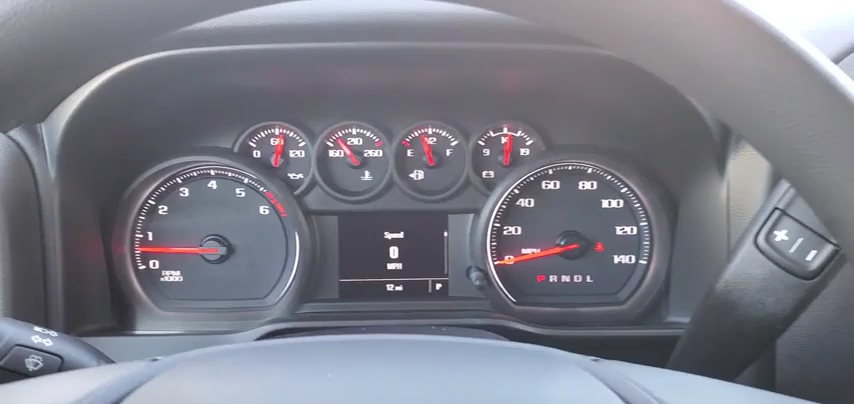 0 60 120
160 210 260
E 1/2 F
9 14 19
0 1 2 3 4 5 6
RPM
x1000
Speed
0
MPH
12 mi P
0 20 40 60 80 100 120 140
MPH
PRNDL
+ -